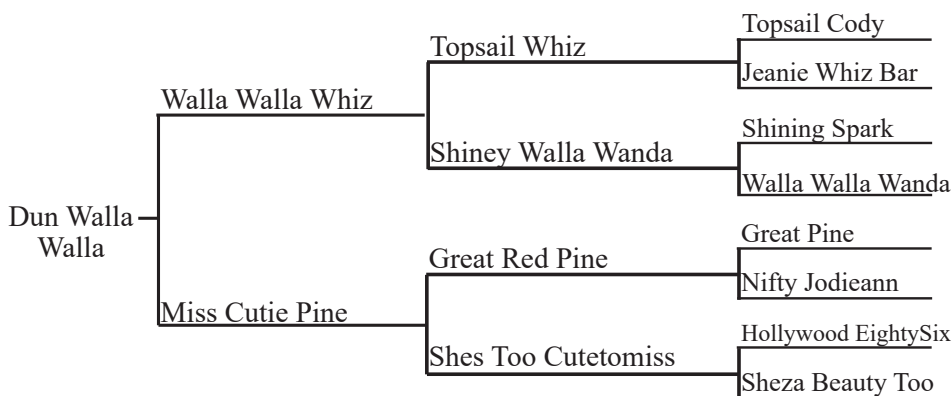 Topsail Cody
Topsail Whiz
Jeanie Whiz Bar
Walla Walla Whiz
Shining Spark
Shiney Walla Wanda
Walla Walla Wanda
Dun Walla
Walla
Great Pine
Great Red Pine
Nifty Jodieann
Miss Cutie Pine
Hollywood EightySix
Shes Too Cutetomiss
Sheza Beauty Too